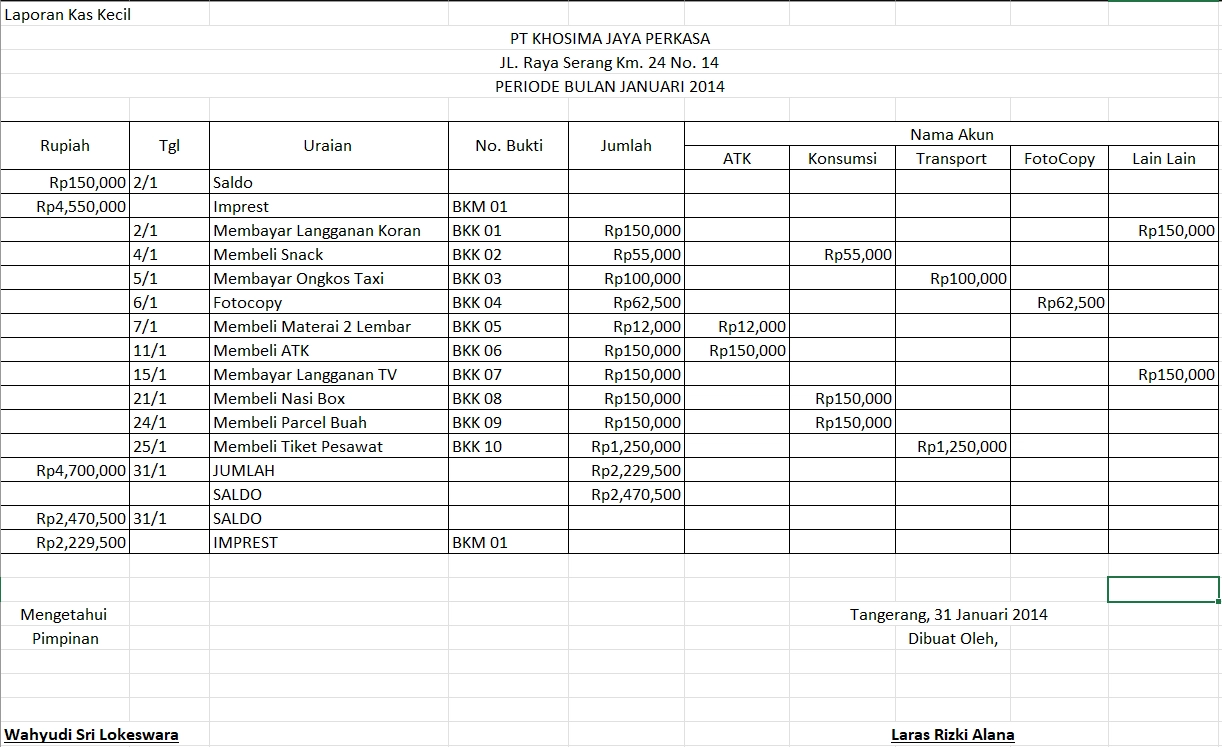 Laporan Kas Kecil
PT KHOSIMA JAYA PERKASA
JL. Raya Serang Km. 24 No. 14
PERIODE BULAN JANUARI 2014
Rupiah Tgl Uraian No. Bukti Jumlah Nama Akun
ATK Konsumsi Transport FotoCopy Lain Lain
Rp150,000 2/1 Saldo
Rp4,550,000 Imprest BKM 01
2/1 Membayar Langganan Koran BKK 01 Rp150,000 Rp150,000
4/1 Membeli Snack BKK 02 Rp55,000 Rp55,000
5/1 Membayar Ongkos Taxi BKK 03 Rp100,000 Rp100,000
6/1 Fotocopy BKK 04 Rp62,500 Rp62,500
7/1 Membeli Materai 2 Lembar BKK 05 Rp12,000 Rp12,000
11/1 Membeli ATK BKK 06 Rp150,000 Rp150,000
15/1 Membayar Langganan TV BKK 07 Rp150,000 Rp150,000
21/1 Membeli Nasi Box BKK 08 Rp150,000 Rp150,000
24/1 Membeli Parcel Buah BKK 09 Rp150,000 Rp150,000
25/1 Membeli Tiket Pesawat BKK 10 Rp1,250,000 Rp1,250,000
Rp4,700,000 31/1 JUMLAH Rp2,229,500
SALDO Rp2,470,500
Rp2,470,500 31/1 SALDO
Rp2,229,500 IMPREST BKM 01
Mengetahui Tangerang, 31 Januari 2014
Pimpinan Dibuat Oleh,
Wahyudi Sri Lokeswara Laras Rizki Alana